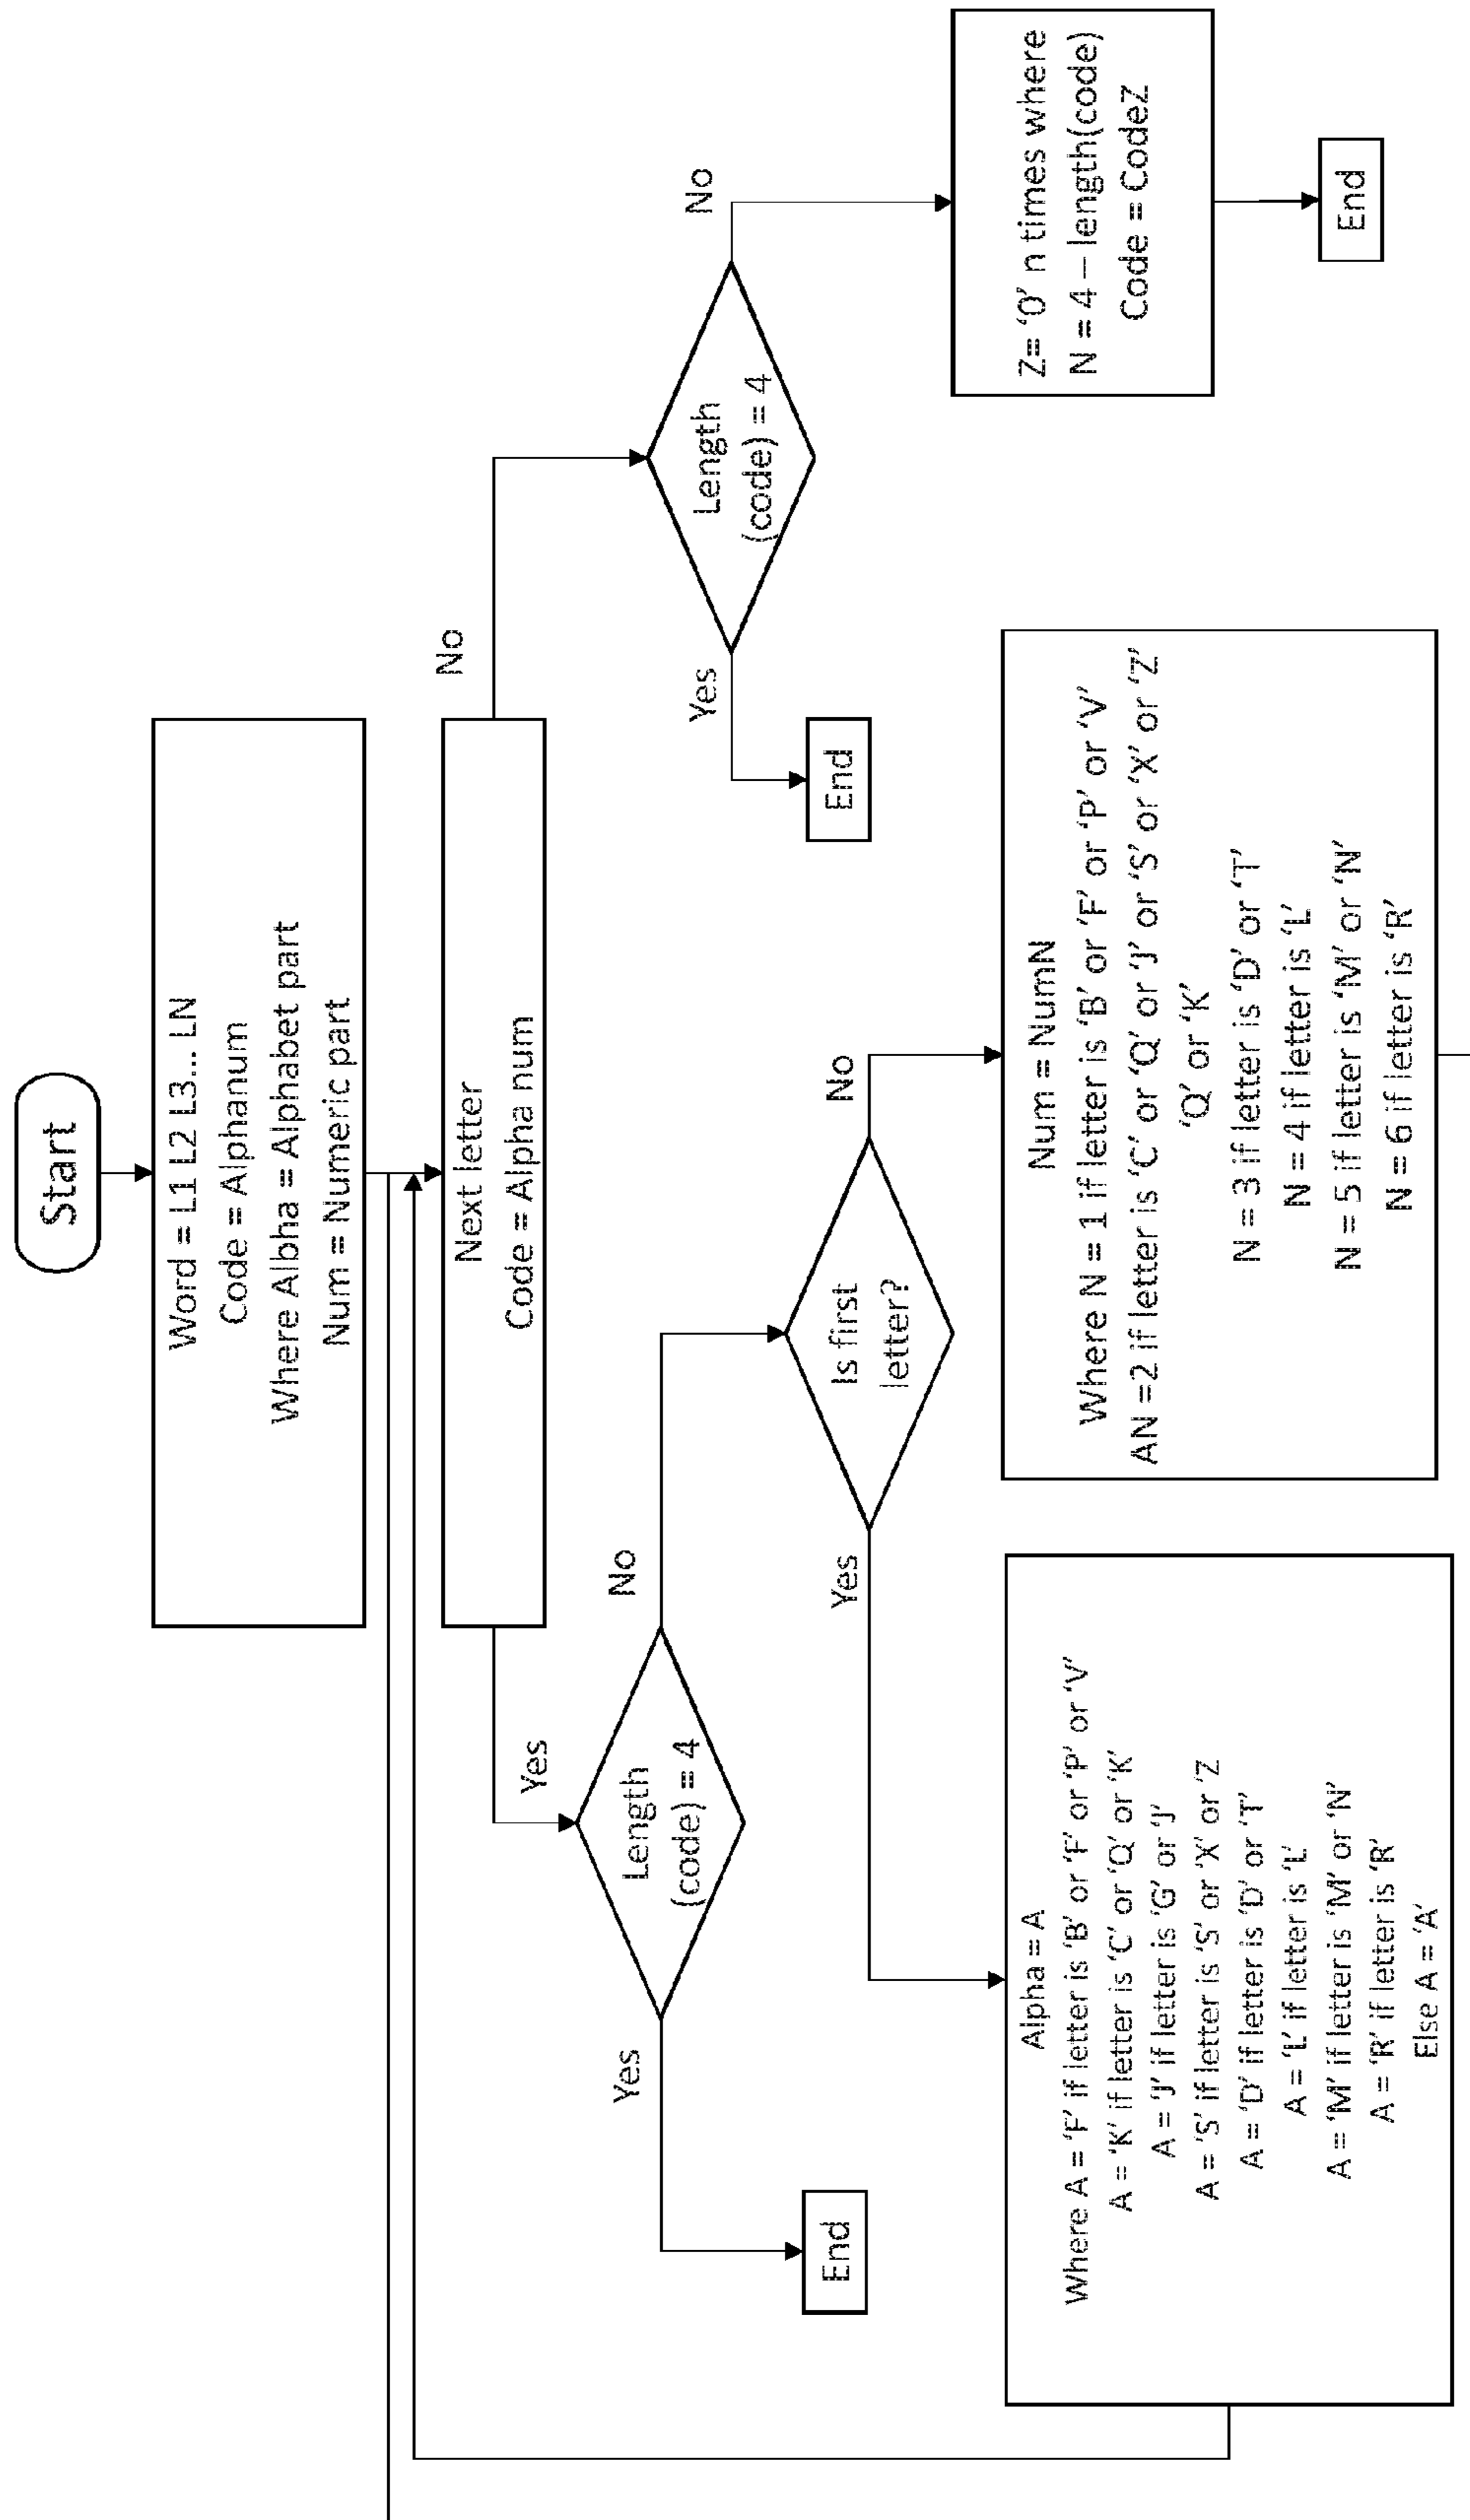 Start
Word = L1 L2 L3... LN
Code = Alphanum
Where Albha = Alphabet part
Num = Numeric part
Next letter
Code = Alpha num
Yes
No
Length
(code) = 4
Length
(code) = 4
Yes
No
Yes
No
End
Is first
letter?
End
Z= ‘0’ n times where
N = 4 – length(code)
Code = CodeZ
End
Yes
No
Alpha = A
Where A = ‘F’ if letter is ‘B’ or ‘F’ or ‘P’ or ‘V’
A = ‘K’ if letter is ‘C’ or ‘Q’ or ‘K’
A = ‘J’ if letter is ‘G’ or ‘J’
A = ‘S’ if letter is ‘S’ or ‘X’ or ‘Z
A = ‘D’ if letter is ‘D’ or ‘T’
A = ‘L’ if letter is ‘L’
A = ‘M’ if letter is ‘M’ or ‘N’
A = ‘R’ if letter is ‘R’
Else A = ‘A’
Num = NumN
Where N = 1 if letter is ‘B’ or ‘F’ or ‘P’ or ‘V’
AN =2 if letter is ‘C’ or ‘Q’ or ‘J’ or ‘S’ or ‘X’ or ‘Z’
‘Q’ or ‘K’
N = 3 if letter is ‘D’ or ‘T’
N = 4 if letter is ‘L’
N = 5 if letter is ‘M’ or ‘N’
N = 6 if letter is ‘R’